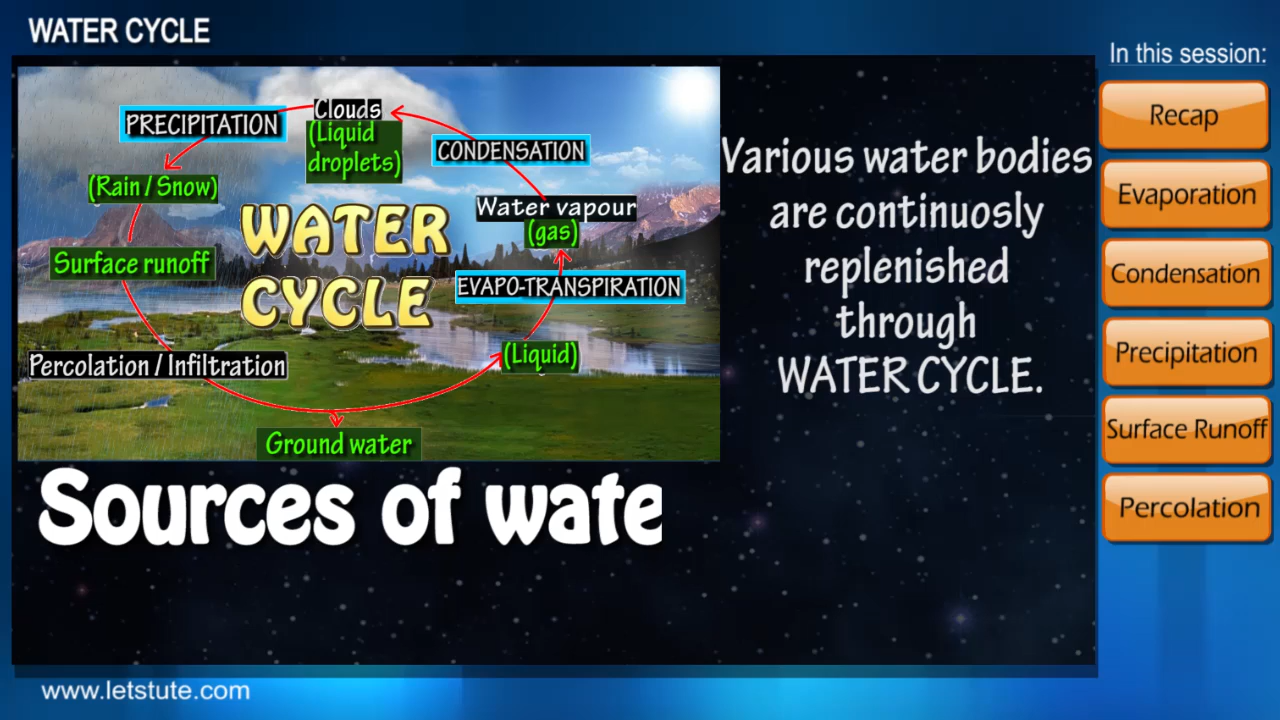 WATER CYCLE
In this session:
Recap
Evaporation
Condensation
Precipitation
Surface Runoff
Percolation
PRECIPITATION
Clouds
(Liquid
droplets)
CONDENSATION
(Rain / Snow)
Water vapour
(gas)
WATER
CYCLE
Surface runoff
EVAPO-TRANSPIRATION
(Liquid)
Percolation / Infiltration
Ground water
Various water bodies
are continuosly
replenished
through
WATER CYCLE.
Sources of wate
www.letstute.com